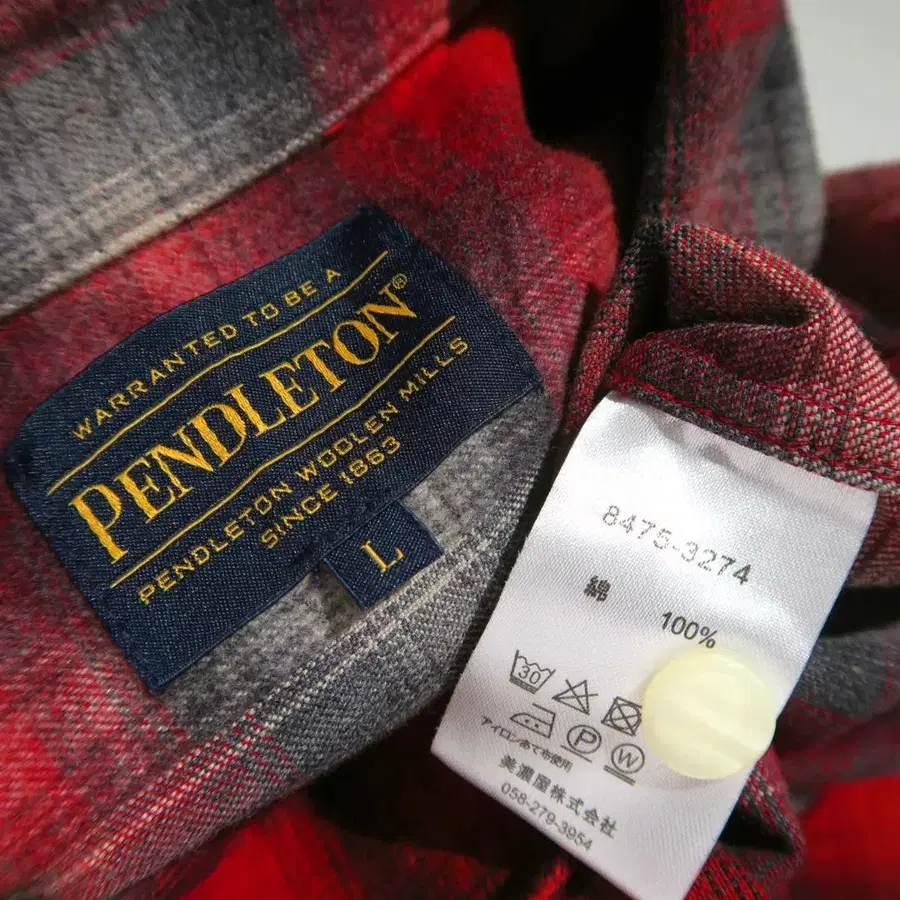 WARRANTED TO BE A
PENDLETON®
PENDLETON WOOLEN MILLS
SINCE 1863
L
8475-3274
綿 100%
30
P W
アイロンあて布使用
美濃屋株式会社
058-279-3954